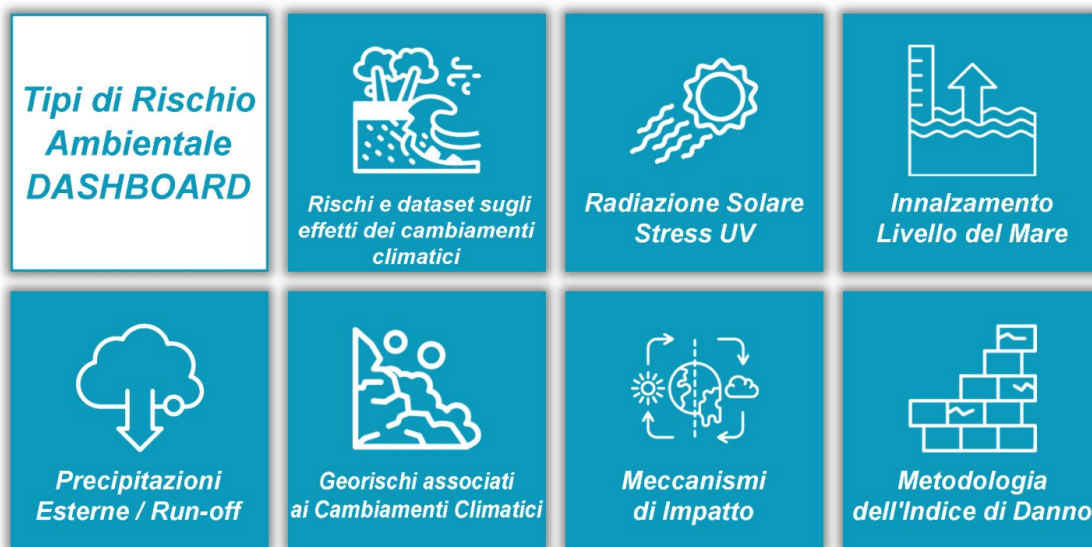 Tipi di Rischio
Ambientale
DASHBOARD
Rischi e dataset sugli
effetti dei cambiamenti
climatici
Radiazione Solare
Stress UV
Innalzamento
Livello del Mare
Precipitazioni
Esterne / Run-off
Georischi associati
ai Cambiamenti Climatici
Meccanismi
di Impatto
Metodologia
dell'Indice di Danno